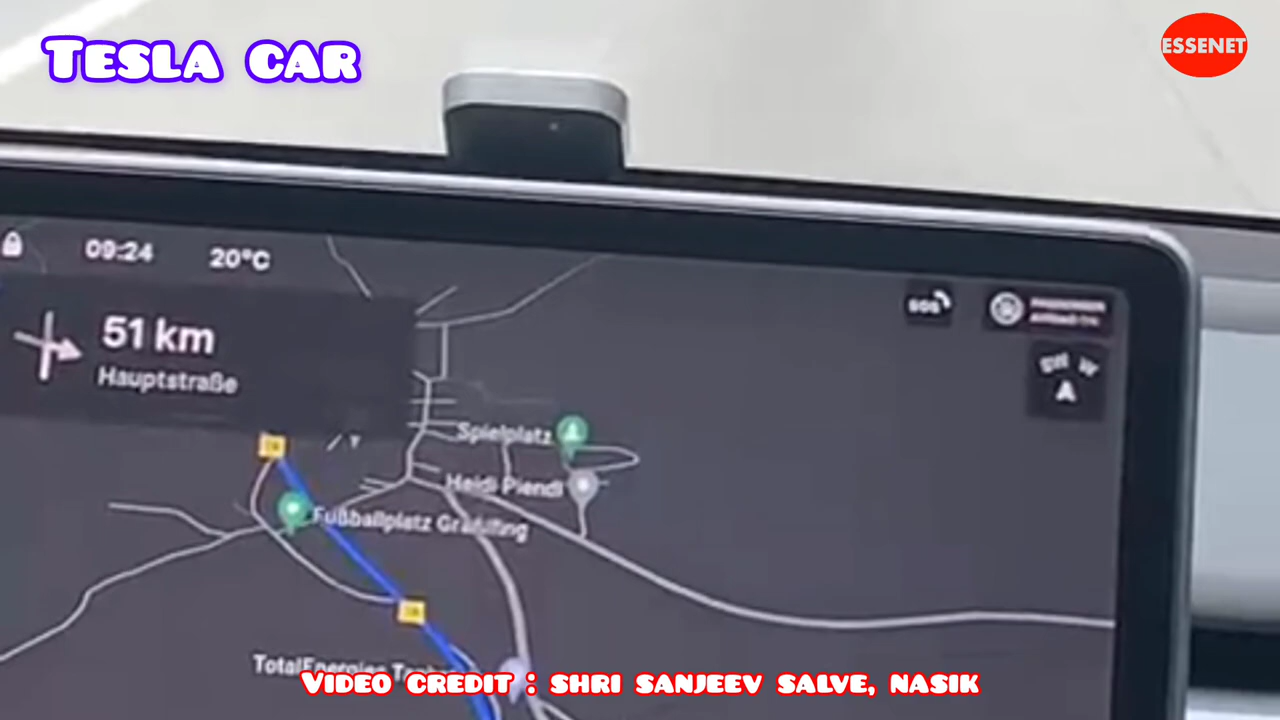 TESLA CAR
ESSENET
09:24 20°C
SOS
51 km
Hauptstraße
W
A
Spielplatz
Heidi Piendl
Fußballplatz
TotalEnergies
VIDEO CREDIT : SHRI SANJEEV SALVE, NASIK